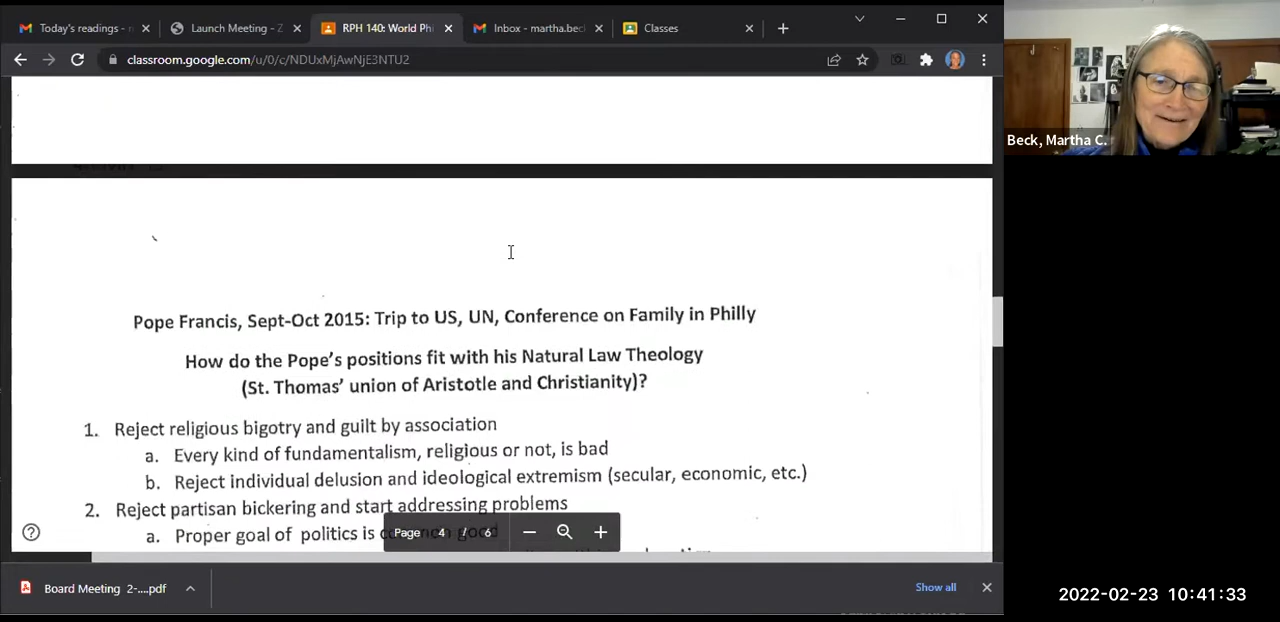 Today's readings - r
Launch Meeting - Z
RPH 140: World Ph
Inbox - martha.bec
Classes
classroom.google.com/u/0/c/NDUxMjAwNjE3NTU2
Beck, Martha C.
Pope Francis, Sept-Oct 2015: Trip to US, UN, Conference on Family in Philly
How do the Pope's positions fit with his Natural Law Theology
(St. Thomas' union of Aristotle and Christianity)?
1. Reject religious bigotry and guilt by association
a. Every kind of fundamentalism, religious or not, is bad
b. Reject individual delusion and ideological extremism (secular, economic, etc.)
2. Reject partisan bickering and start addressing problems
a. Proper goal of politics is common good
Page 4 / 6
Board Meeting 2-....pdf
Show all
2022-02-23 10:41:33